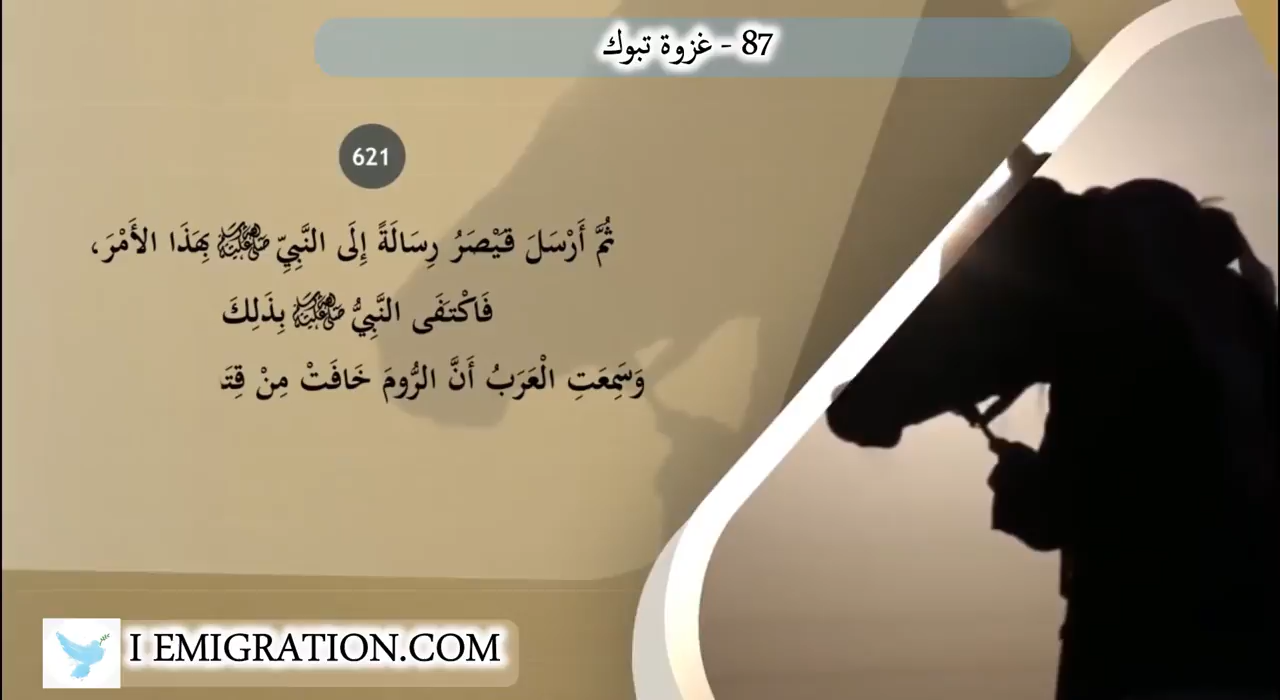 87 - غزوة تبوك
621
ثُمَّ أَرْسَلَ قَيْصَرُ رِسَالَةً إِلَى النَّبِيِّ ﷺ بِهَذَا الأَمْرَ،
فَاكْتَفَى النَّبِيُّ ﷺ بِذَلِكَ
وَسَمِعَتِ الْعَرَبُ أَنَّ الرُّومَ خَافَتْ مِنْ
I EMIGRATION.COM